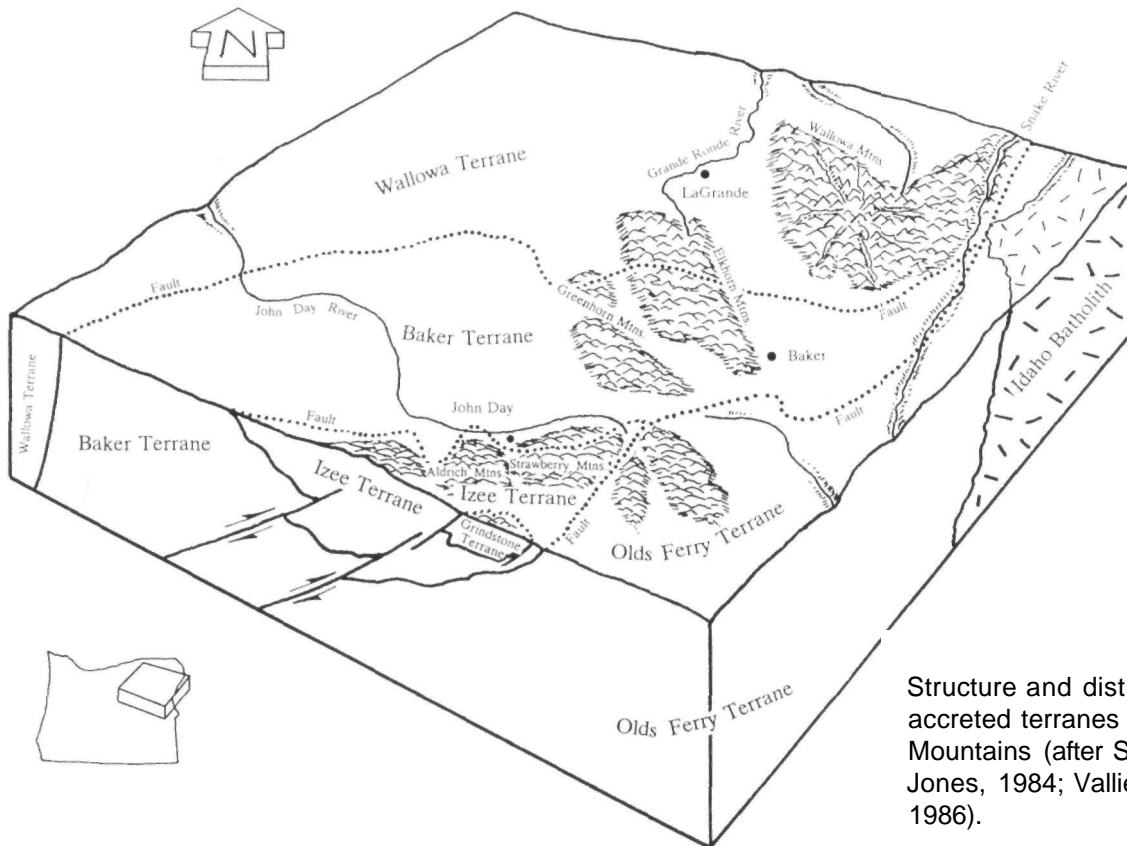 N
Snake River
Wallowa Mtns
Grande Ronde River
LaGrande
Wallowa Terrane
Elkhorn Mtns
Fault
John Day River
Greenhorn Mtns
Fault
Idaho Batholith
Baker Terrane
Baker
Wallowa Terrane
John Day
Fault
Fault
Baker Terrane
Aldrich Mtns
Strawberry Mtns
Izee Terrane
Izee Terrane
Grindstone
Terrane
Fault
Olds Ferry Terrane
Olds Ferry Terrane
Structure and dist
accreted terranes
Mountains (after S
Jones, 1984; Vallie
1986).